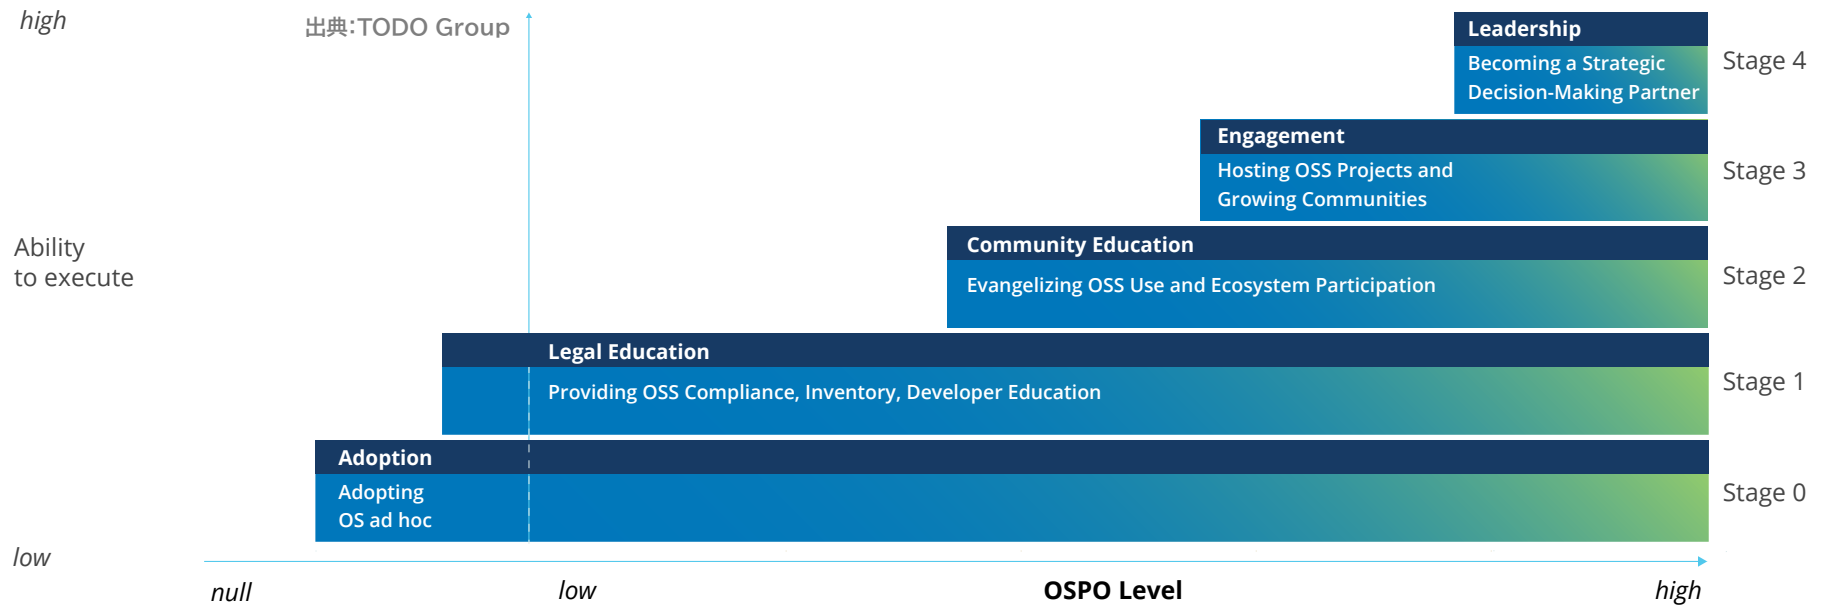 high
出典:TODO Group
Leadership
Becoming a Strategic
Decision-Making Partner
Stage 4
Engagement
Hosting OSS Projects and
Growing Communities
Stage 3
Ability
to execute
Community Education
Evangelizing OSS Use and Ecosystem Participation
Stage 2
Legal Education
Providing OSS Compliance, Inventory, Developer Education
Stage 1
Adoption
Adopting
OS ad hoc
Stage 0
low
null
low
OSPO Level
high